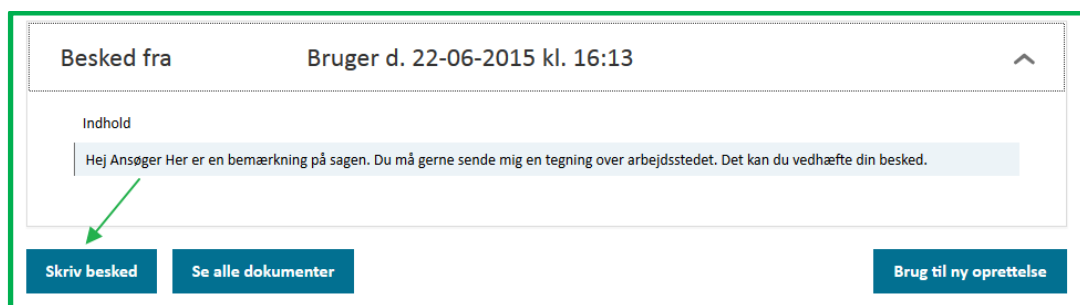 Besked fra Bruger d. 22-06-2015 kl. 16:13
Indhold
Hej Ansøger Her er en bemærkning på sagen. Du må gerne sende mig en tegning over arbejdsstedet. Det kan du vedhæfte din besked.
Skriv besked Se alle dokumenter Brug til ny oprettelse